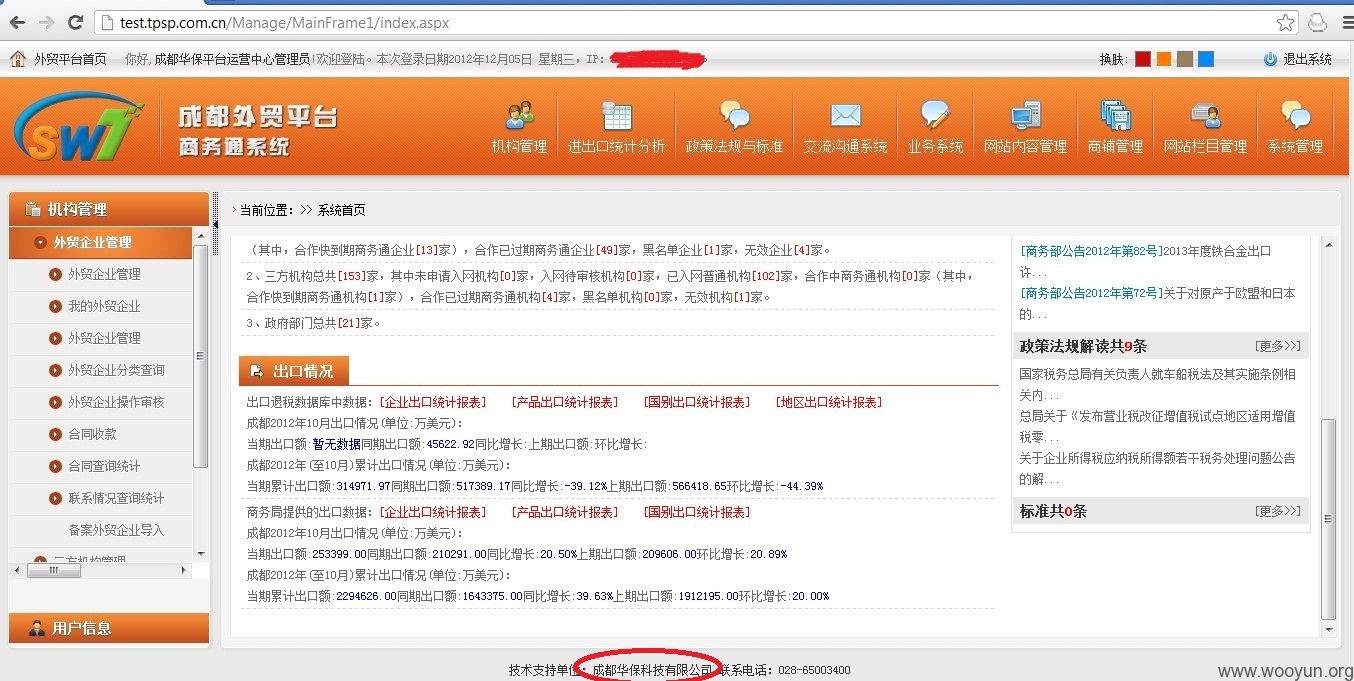 test.tpsp.com.cn/Manage/MainFrame1/index.aspx
外贸平台首页 你好, 成都华保平台运营中心管理员!欢迎登陆。本次登录日期2012年12月05日 星期三，IP:
换肤: 退出系统
SWT 成都外贸平台
商务通系统
机构管理 进出口统计分析 政策法规与标准 交流沟通系统 业务系统 网站内容管理 商铺管理 网站栏目管理 系统管理
机构管理
外贸企业管理
外贸企业管理
我的外贸企业
外贸企业管理
外贸企业分类查询
外贸企业操作审核
合同收款
合同查询统计
联系情况查询统计
备案外贸企业导入
三方机构管理
用户信息
当前位置: >> 系统首页
（其中，合作快到期商务通企业[13]家），合作已过期商务通企业[49]家，黑名单企业[1]家，无效企业[4]家。
2、三方机构总共[153]家，其中未申请入网机构[0]家，入网待审核机构[0]家，已入网普通机构[102]家，合作中商务通机构[0]家（其中，
合作快到期商务通机构[1]家），合作已过期商务通机构[4]家，黑名单机构[0]家，无效机构[1]家。
3、政府部门总共[21]家。
出口情况
出口退税数据库中数据: [企业出口统计报表] [产品出口统计报表] [国别出口统计报表] [地区出口统计报表]
成都2012年10月出口情况(单位:万美元):
当期出口额:暂无数据同期出口额:45622.92同比增长:上期出口额:环比增长:
成都2012年(至10月)累计出口情况(单位:万美元):
当期累计出口额:314971.97同期出口额:517389.17同比增长:-39.12%上期出口额:566418.65环比增长:-44.39%
商务局提供的出口数据: [企业出口统计报表] [产品出口统计报表] [国别出口统计报表]
成都2012年10月出口情况(单位:万美元):
当期出口额:253399.00同期出口额:210291.00同比增长:20.50%上期出口额:209606.00环比增长:20.89%
成都2012年(至10月)累计出口情况(单位:万美元):
当期累计出口额:2294626.00同期出口额:1643375.00同比增长:39.63%上期出口额:1912195.00环比增长:20.00%
[商务部公告2012年第82号]2013年度铁合金出口
许...
[商务部公告2012年第72号]关于对原产于欧盟和日本
的...
政策法规解读共9条 [更多>>]
国家税务总局有关负责人就车船税法及其实施条例相
关内...
总局关于《发布营业税改征增值税试点地区适用增值
税零...
关于企业所得税应纳税所得额若干税务处理问题公告
的解...
标准共0条 [更多>>]
技术支持单位: 成都华保科技有限公司 联系电话: 028-65003400
www.wooyun.org